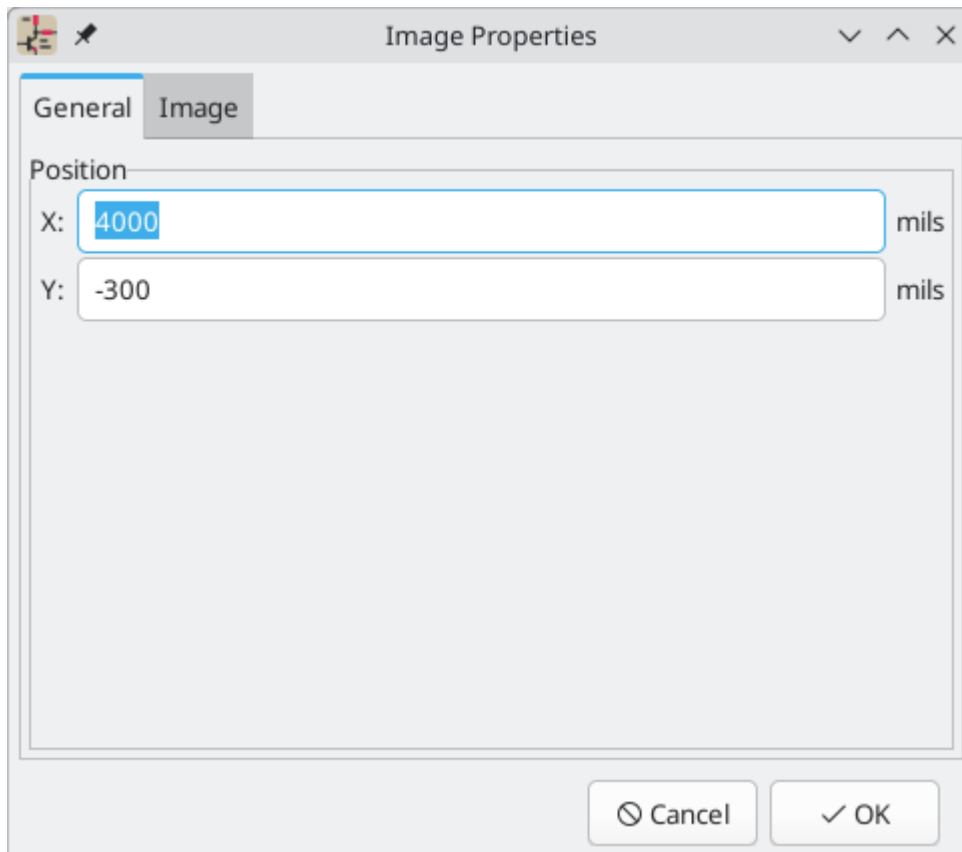 Image Properties
General Image
Position
X: 4000 mils
Y: -300 mils
Cancel OK